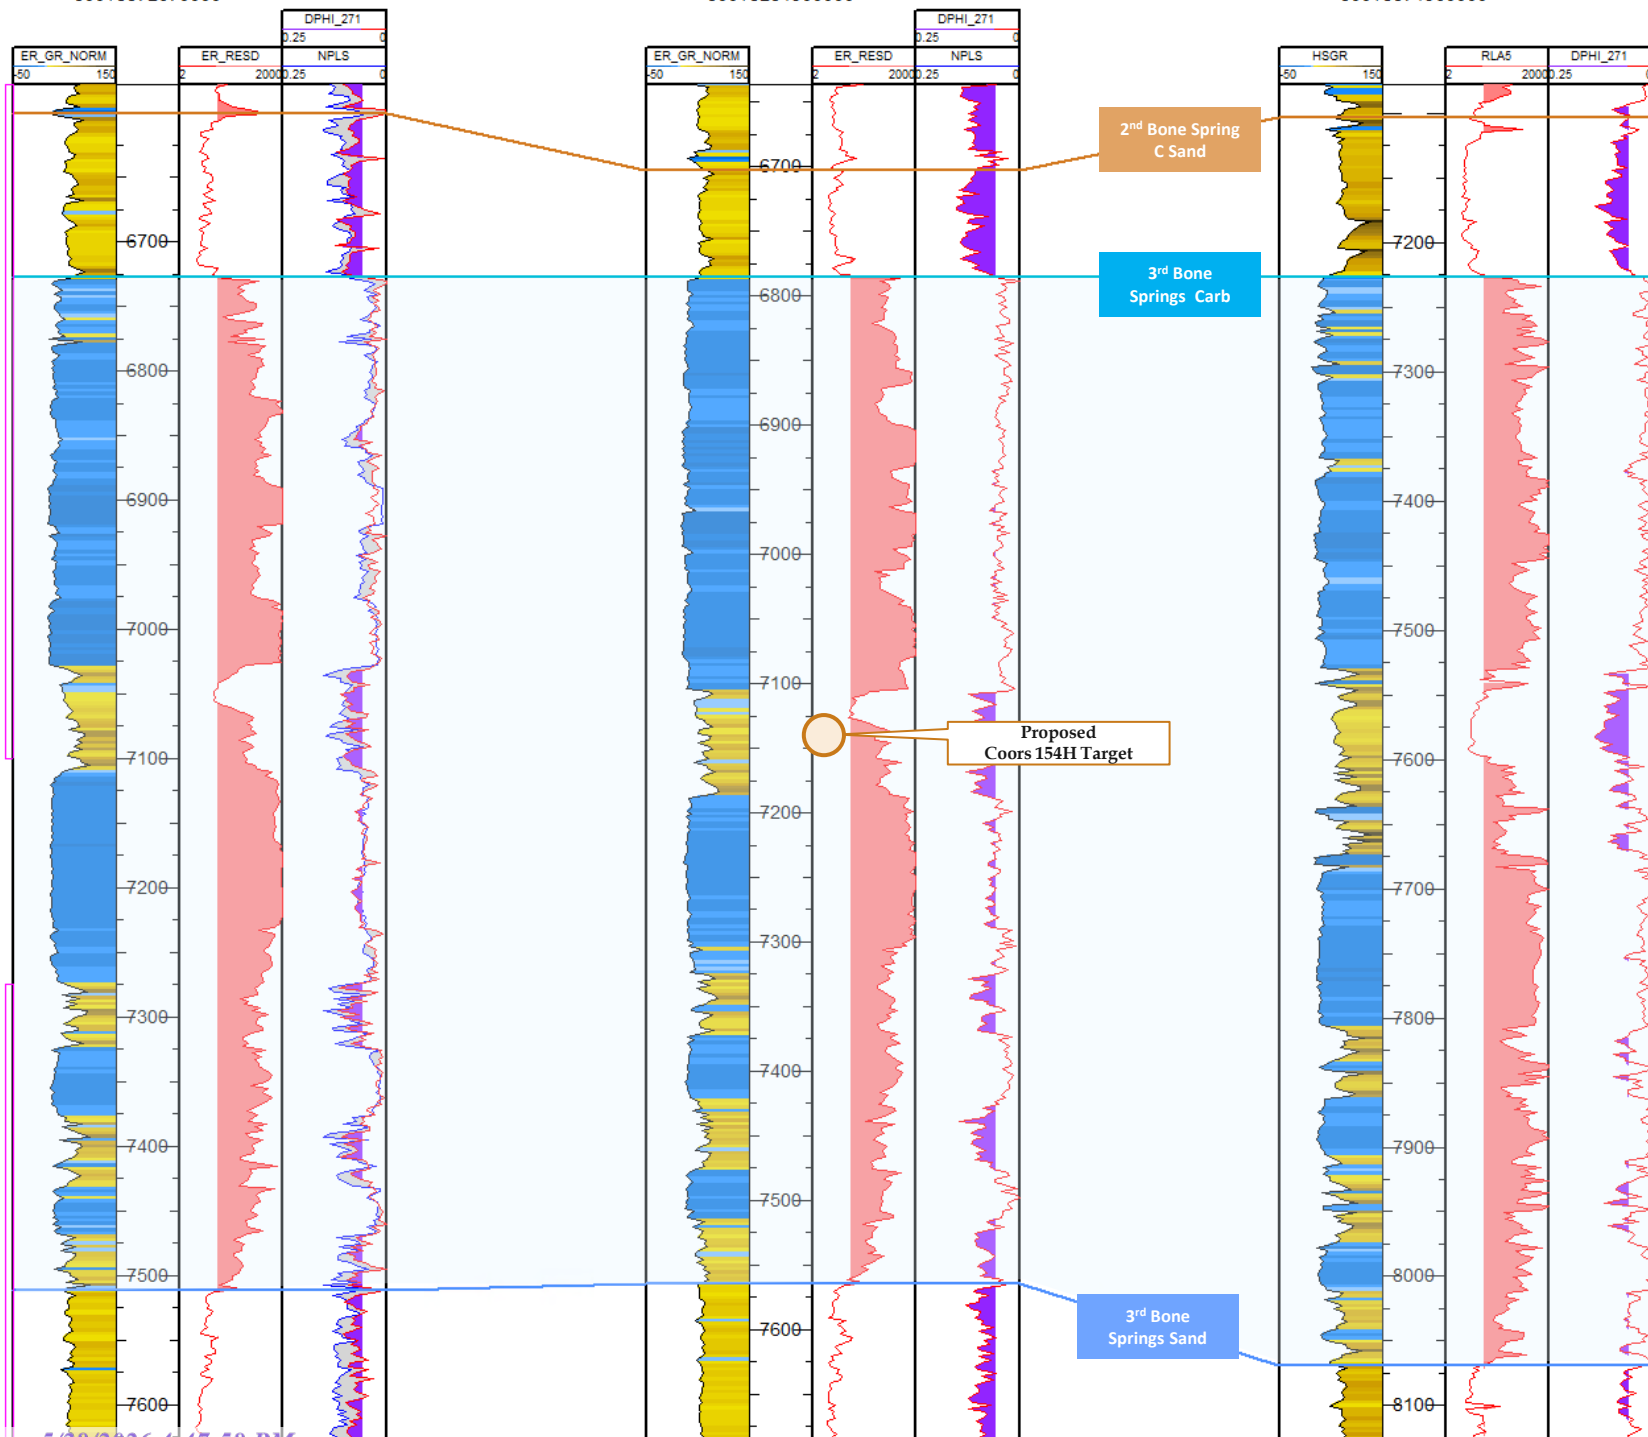 DPHI_271
0.25 0
ER_GR_NORM ER_RESD NPLS
-50 150 2 2000 0.25 0
DPHI_271
0.25 0
ER_GR_NORM ER_RESD NPLS
-50 150 2 2000 0.25 0
HSGR RLA5 DPHI_271
-50 150 2 2000 0.25
2nd Bone Spring
C Sand
3rd Bone
Springs Carb
Proposed
Coors 154H Target
3rd Bone
Springs Sand
6700
6800
6900
7000
7100
7200
7300
7400
7500
7600
6700
6800
6900
7000
7100
7200
7300
7400
7500
7600
7200
7300
7400
7500
7600
7700
7800
7900
8000
8100